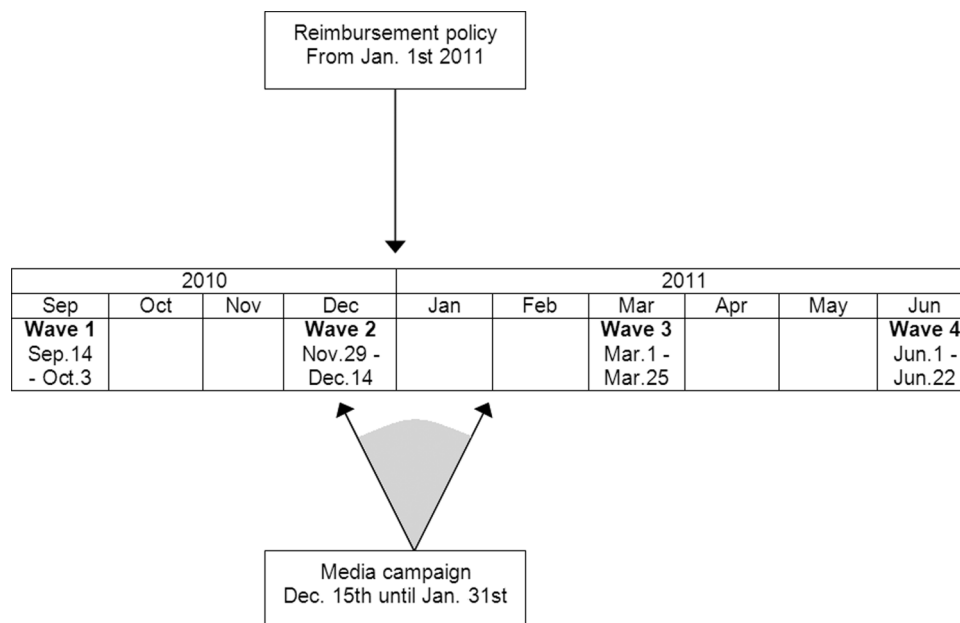 Reimbursement policy
From Jan. 1st 2011
2010 2011
Sep Oct Nov Dec Jan Feb Mar Apr May Jun
Wave 1 Wave 2 Wave 3 Wave 4
Sep.14 Nov.29 - Mar.1 - Jun.1 -
- Oct.3 Dec.14 Mar.25 Jun.22
Media campaign
Dec. 15th until Jan. 31st